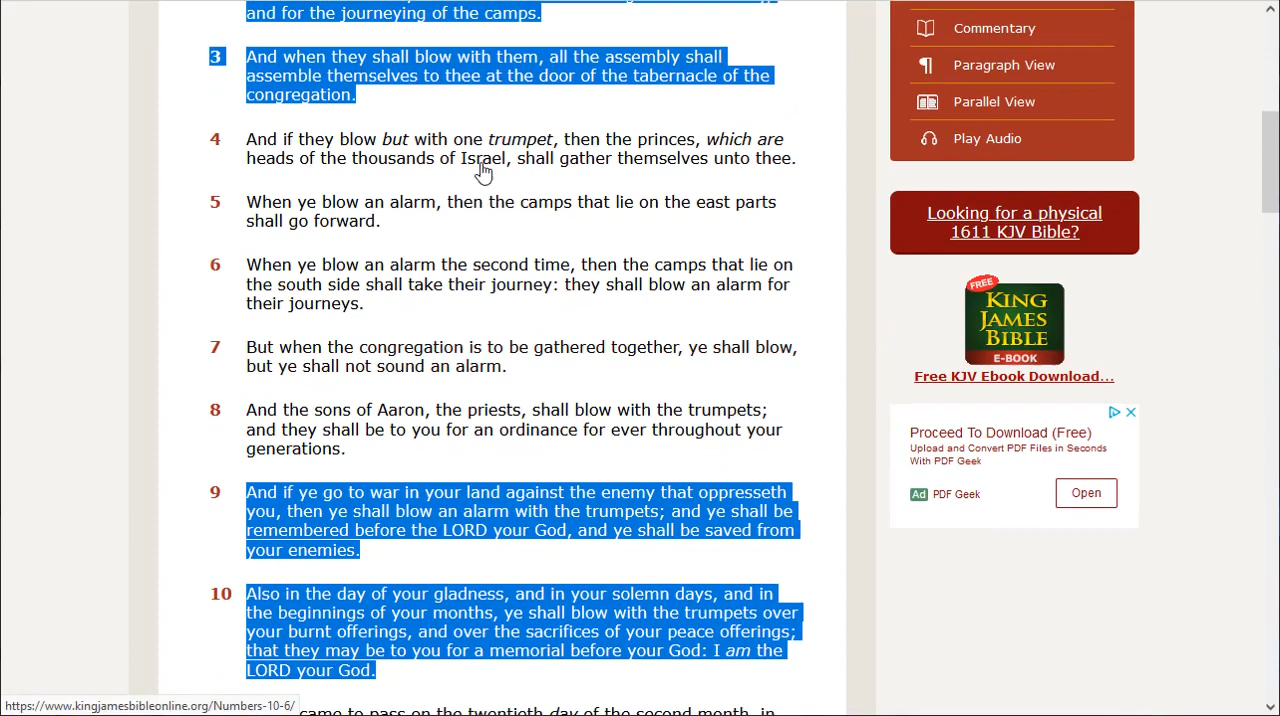 and for the journeying of the camps.
3 And when they shall blow with them, all the assembly shall
assemble themselves to thee at the door of the tabernacle of the
congregation.
4 And if they blow but with one trumpet, then the princes, which are
heads of the thousands of Israel, shall gather themselves unto thee.
5 When ye blow an alarm, then the camps that lie on the east parts
shall go forward.
6 When ye blow an alarm the second time, then the camps that lie on
the south side shall take their journey: they shall blow an alarm for
their journeys.
7 But when the congregation is to be gathered together, ye shall blow,
but ye shall not sound an alarm.
8 And the sons of Aaron, the priests, shall blow with the trumpets;
and they shall be to you for an ordinance for ever throughout your
generations.
9 And if ye go to war in your land against the enemy that oppresseth
you, then ye shall blow an alarm with the trumpets; and ye shall be
remembered before the LORD your God, and ye shall be saved from
your enemies.
10 Also in the day of your gladness, and in your solemn days, and in
the beginnings of your months, ye shall blow with the trumpets over
your burnt offerings, and over the sacrifices of your peace offerings;
that they may be to you for a memorial before your God: I am the
LORD your God.
came to pass on the twentieth day of the second month, in
https://www.kingjamesbibleonline.org/Numbers-10-6/
Commentary
Paragraph View
Parallel View
Play Audio
Looking for a physical
1611 KJV Bible?
FREE
KING
JAMES
BIBLE
E-BOOK
Free KJV Ebook Download...
Proceed To Download (Free)
Upload and Convert PDF Files in Seconds
With PDF Geek
Ad PDF Geek
Open